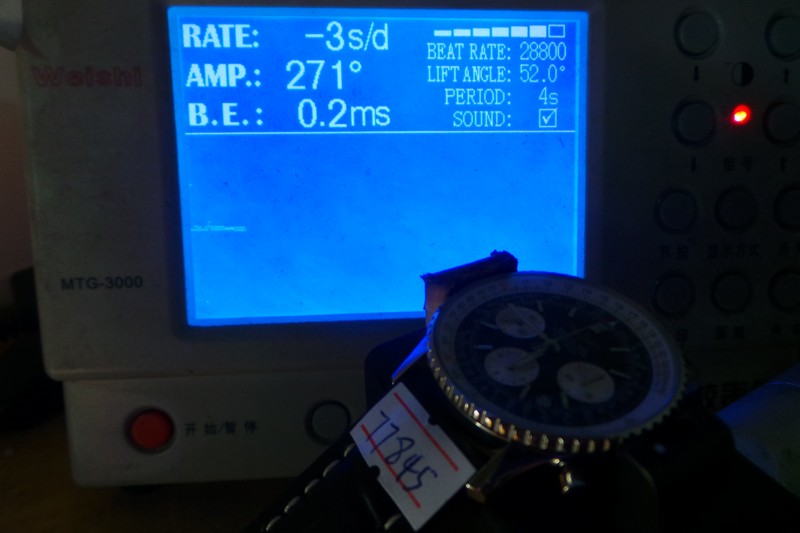 RATE: -3s/d
AMP.: 271°
B.E.: 0.2ms
BEAT RATE: 28800
LIFT ANGLE: 52.0°
PERIOD: 4s
SOUND: ☑
Weishi
MTG-3000
开始/暂停
77845